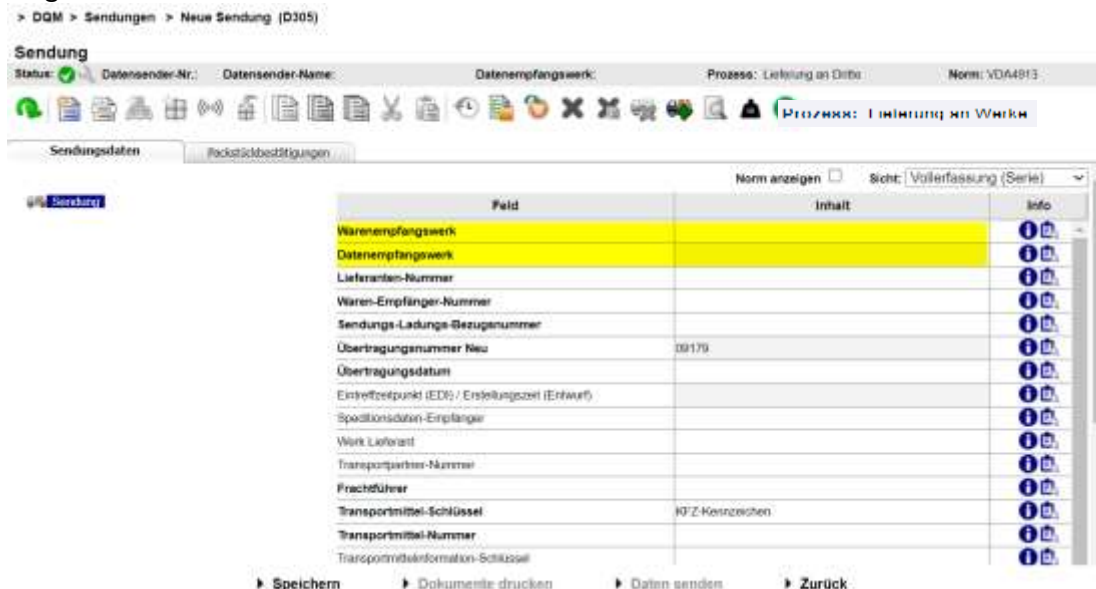 > DQM > Sendungen > Neue Sendung (D305)
Sendung
Status: Datensender-Nr.: Datensender-Name: Datenempfangswerk: Prozess: Lieferung an Dritte Norm: VDA4913
Prozess: Lieferung an Werke
Sendungsdaten Packstückbestätigungen
Norm anzeigen Sicht: Vollerfassung (Serie)
Sendung
Feld Inhalt Info
Warenempfangswerk
Datenempfangswerk
Lieferanten-Nummer
Waren-Empfänger-Nummer
Sendungs-Ladungs-Bezugsnummer
Übertragungsnummer Neu 09179
Übertragungsdatum
Eintreffzeitpunkt (EDI) / Erstellungszeit (Entwurf)
Speditionsdaten-Empfänger
Werk Lieferant
Transportpartner-Nummer
Frachtführer
Transportmittel-Schlüssel KFZ-Kennzeichen
Transportmittel-Nummer
Transportmittelinformation-Schlüssel
Speichern Dokumente drucken Daten senden Zurück